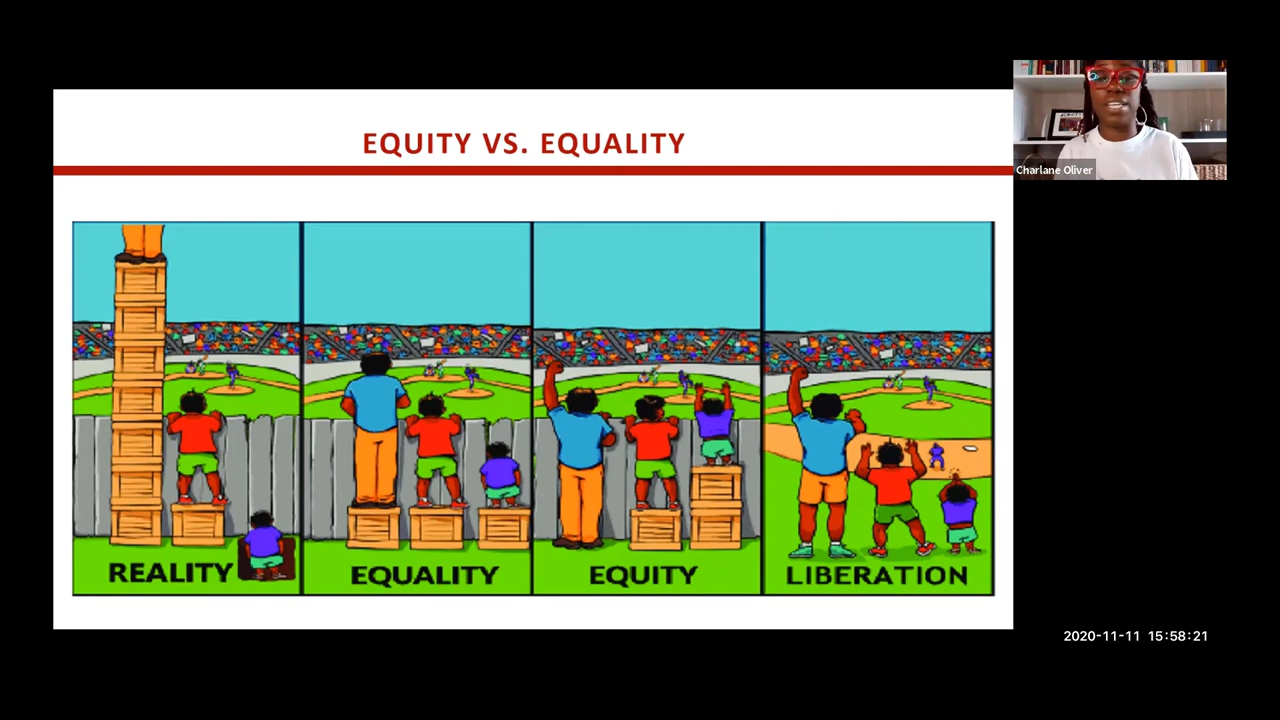 EQUITY VS. EQUALITY
Charlane Oliver
REALITY
EQUALITY
EQUITY
LIBERATION
2020-11-11 15:58:21